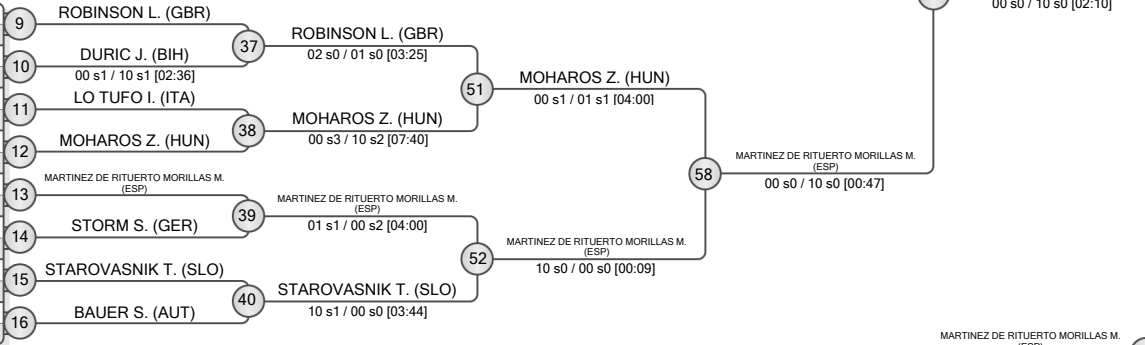 9
ROBINSON L. (GBR)
37
ROBINSON L. (GBR)
02 s0 / 01 s0 [03:25]
10
DURIC J. (BIH)
00 s1 / 10 s1 [02:36]
51
MOHAROS Z. (HUN)
00 s1 / 01 s1 [04:00]
11
LO TUFO I. (ITA)
38
MOHAROS Z. (HUN)
00 s3 / 10 s2 [07:40]
12
MOHAROS Z. (HUN)
58
MARTINEZ DE RITUERTO MORILLAS M.
(ESP)
00 s0 / 10 s0 [00:47]
13
MARTINEZ DE RITUERTO MORILLAS M.
(ESP)
39
MARTINEZ DE RITUERTO MORILLAS M.
(ESP)
01 s1 / 00 s2 [04:00]
14
STORM S. (GER)
52
MARTINEZ DE RITUERTO MORILLAS M.
(ESP)
10 s0 / 00 s0 [00:09]
15
STAROVASNIK T. (SLO)
40
STAROVASNIK T. (SLO)
10 s1 / 00 s0 [03:44]
16
BAUER S. (AUT)
00 s0 / 10 s0 [02:10]
MARTINEZ DE RITUERTO MORILLAS M.
(ESP)